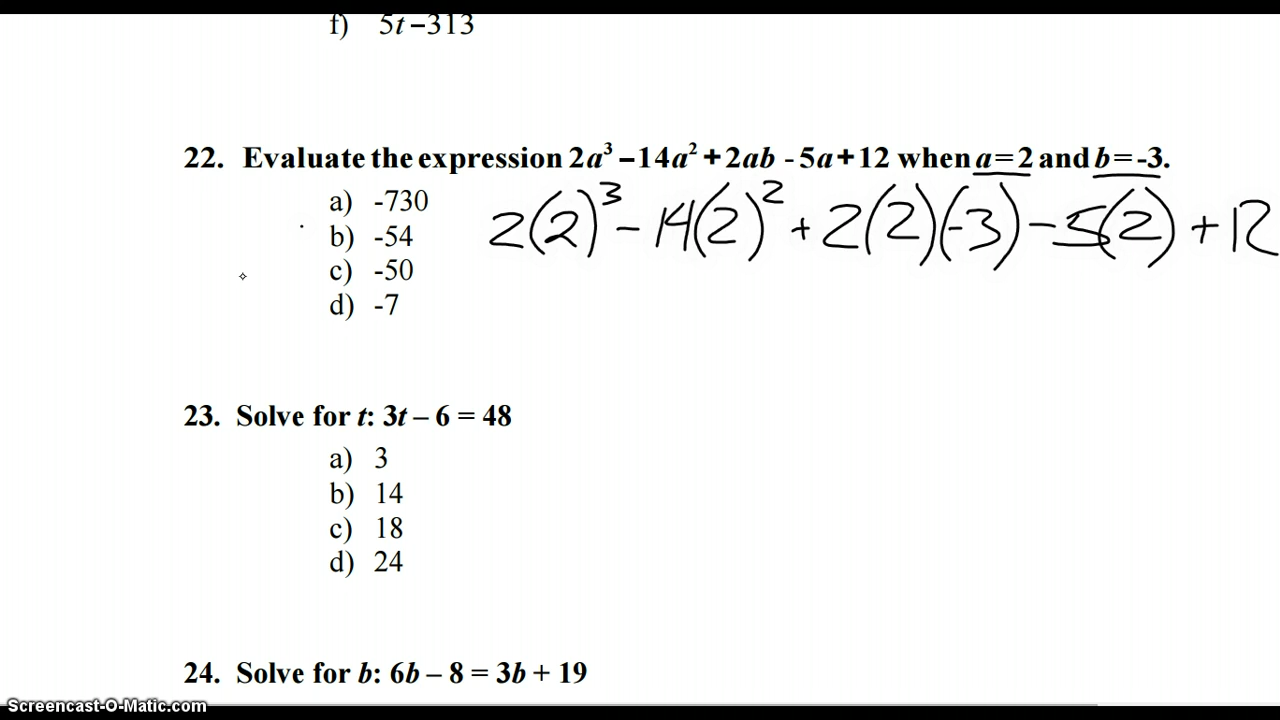 f) 5t – 313
22. Evaluate the expression 2a³ – 14a² + 2ab - 5a + 12 when a=2 and b= -3.
a) -730
b) -54
c) -50
d) -7
2(2)³ – 14(2)² + 2(2)(-3) – 5(2) + 12
23. Solve for t: 3t – 6 = 48
a) 3
b) 14
c) 18
d) 24
24. Solve for b: 6b – 8 = 3b + 19
Screencast-O-Matic.com